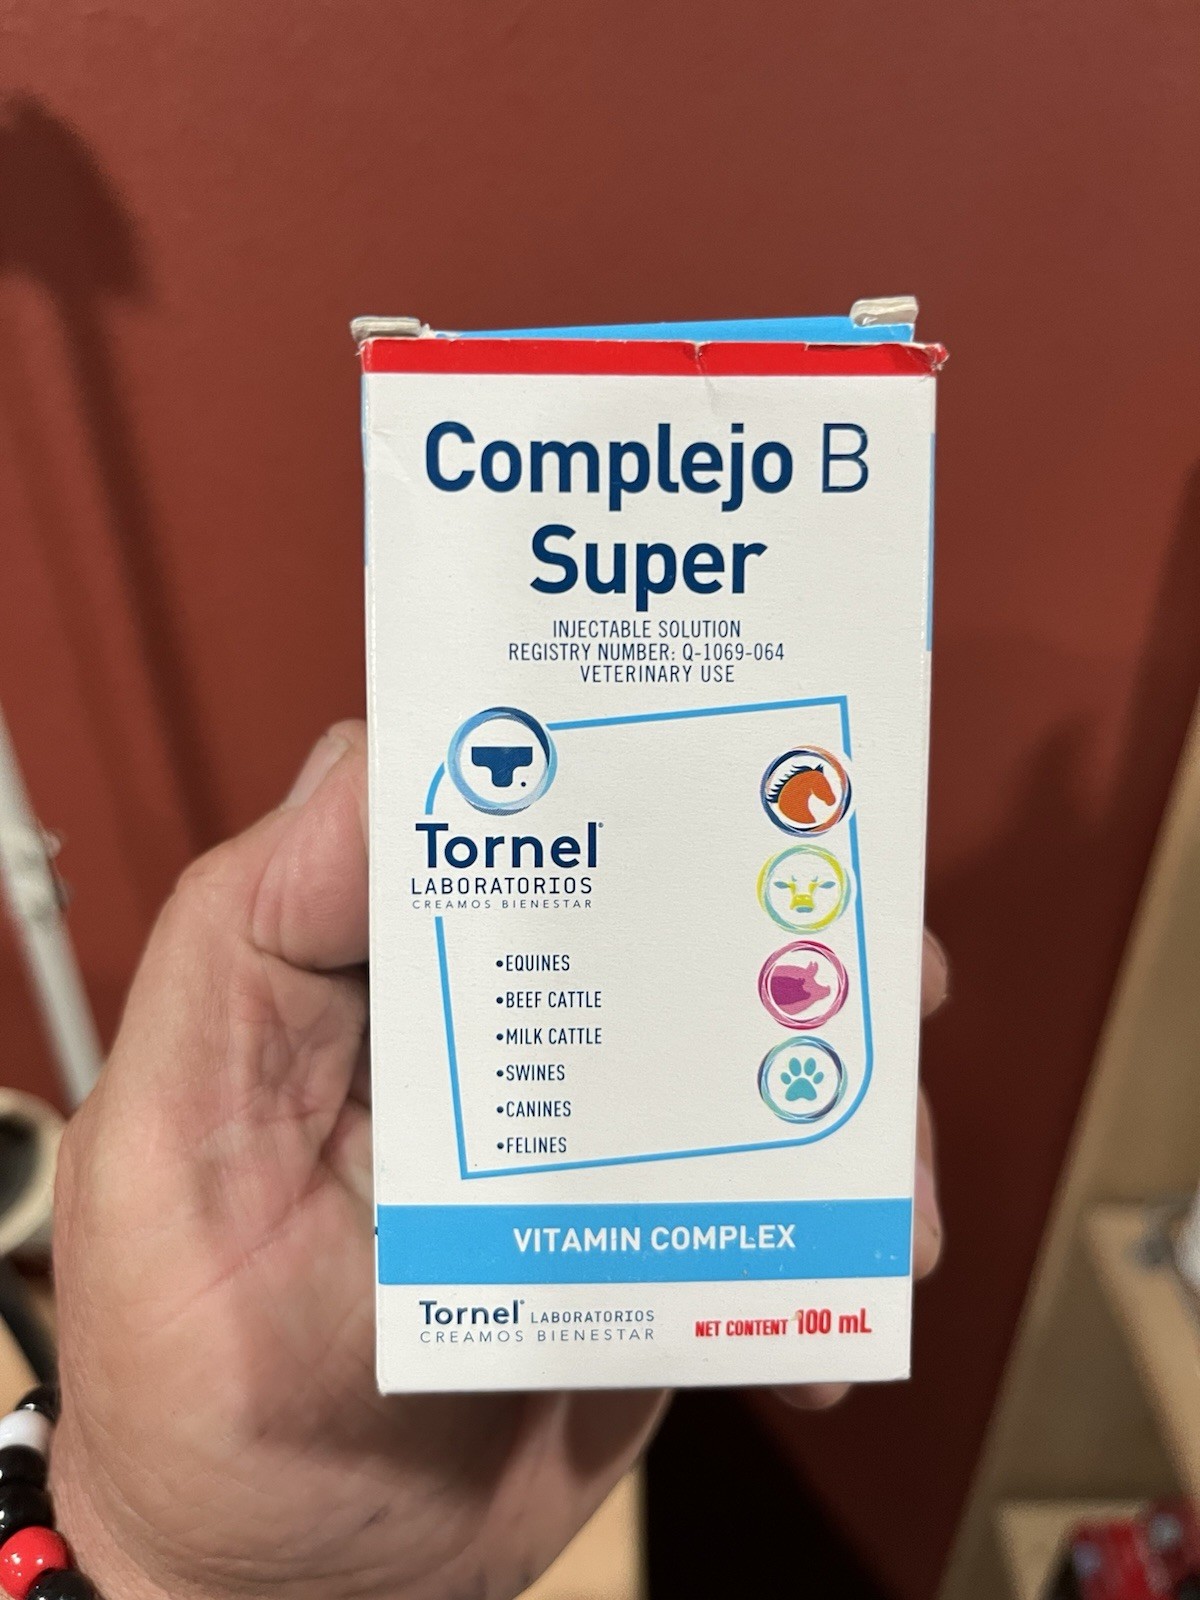 Complejo B
Super
INJECTABLE SOLUTION
REGISTRY NUMBER: Q-1069-064
VETERINARY USE
Tornel®
LABORATORIOS
CREAMOS BIENESTAR
•EQUINES
•BEEF CATTLE
•MILK CATTLE
•SWINES
•CANINES
•FELINES
VITAMIN COMPLEX
Tornel® LABORATORIOS
CREAMOS BIENESTAR
NET CONTENT 100 mL